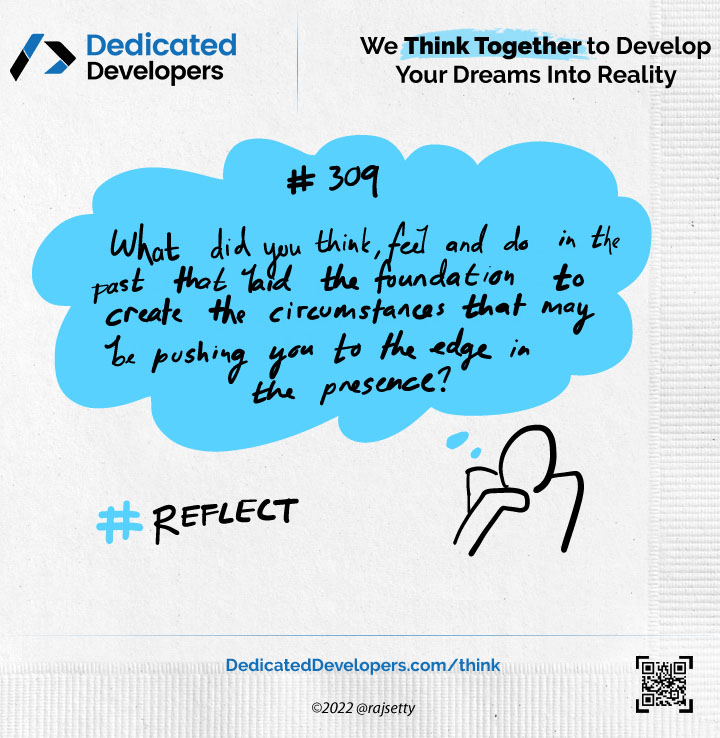 Dedicated
Developers
We Think Together to Develop
Your Dreams Into Reality
# 309
What did you think, feel and do in the
past that laid the foundation to
create the circumstances that may
be pushing you to the edge in
the presence?
# REFLECT
DedicatedDevelopers.com/think
©2022 @rajsetty